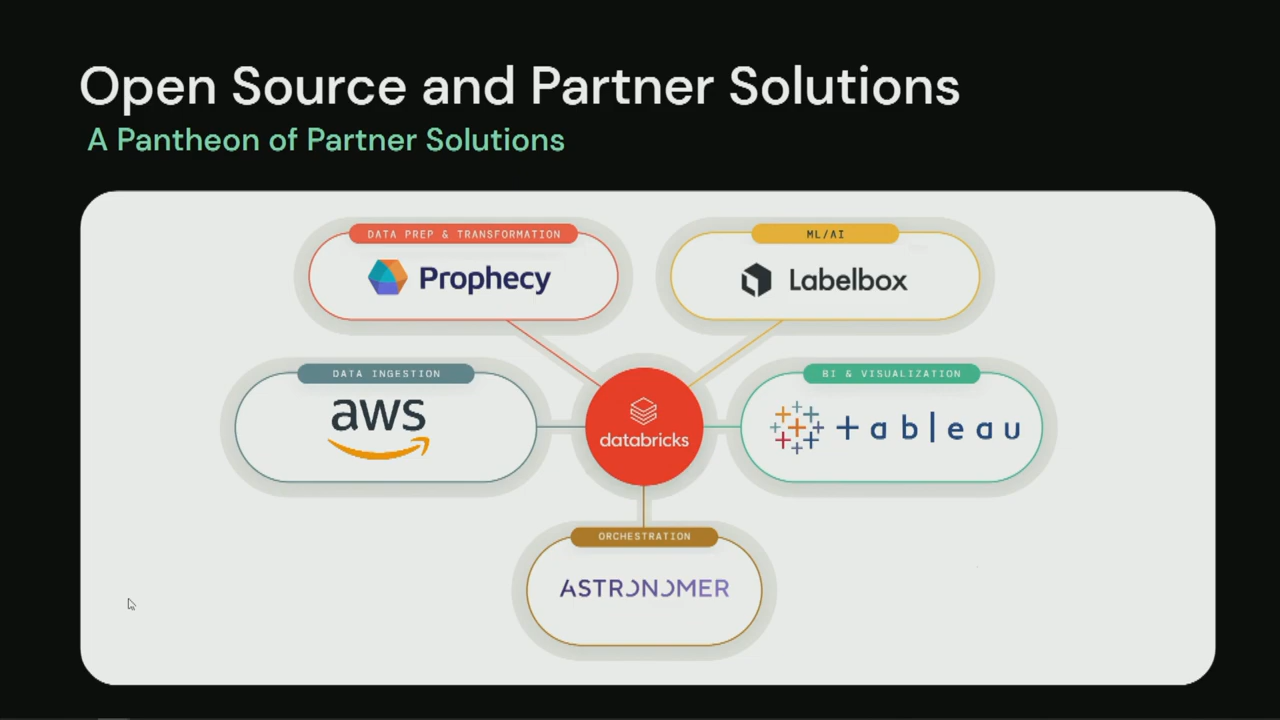 Open Source and Partner Solutions
A Pantheon of Partner Solutions
DATA PREP & TRANSFORMATION
Prophecy
ML/AI
Labelbox
DATA INGESTION
aws
databricks
BI & VISUALIZATION
+ableau
ORCHESTRATION
ASTRONOMER